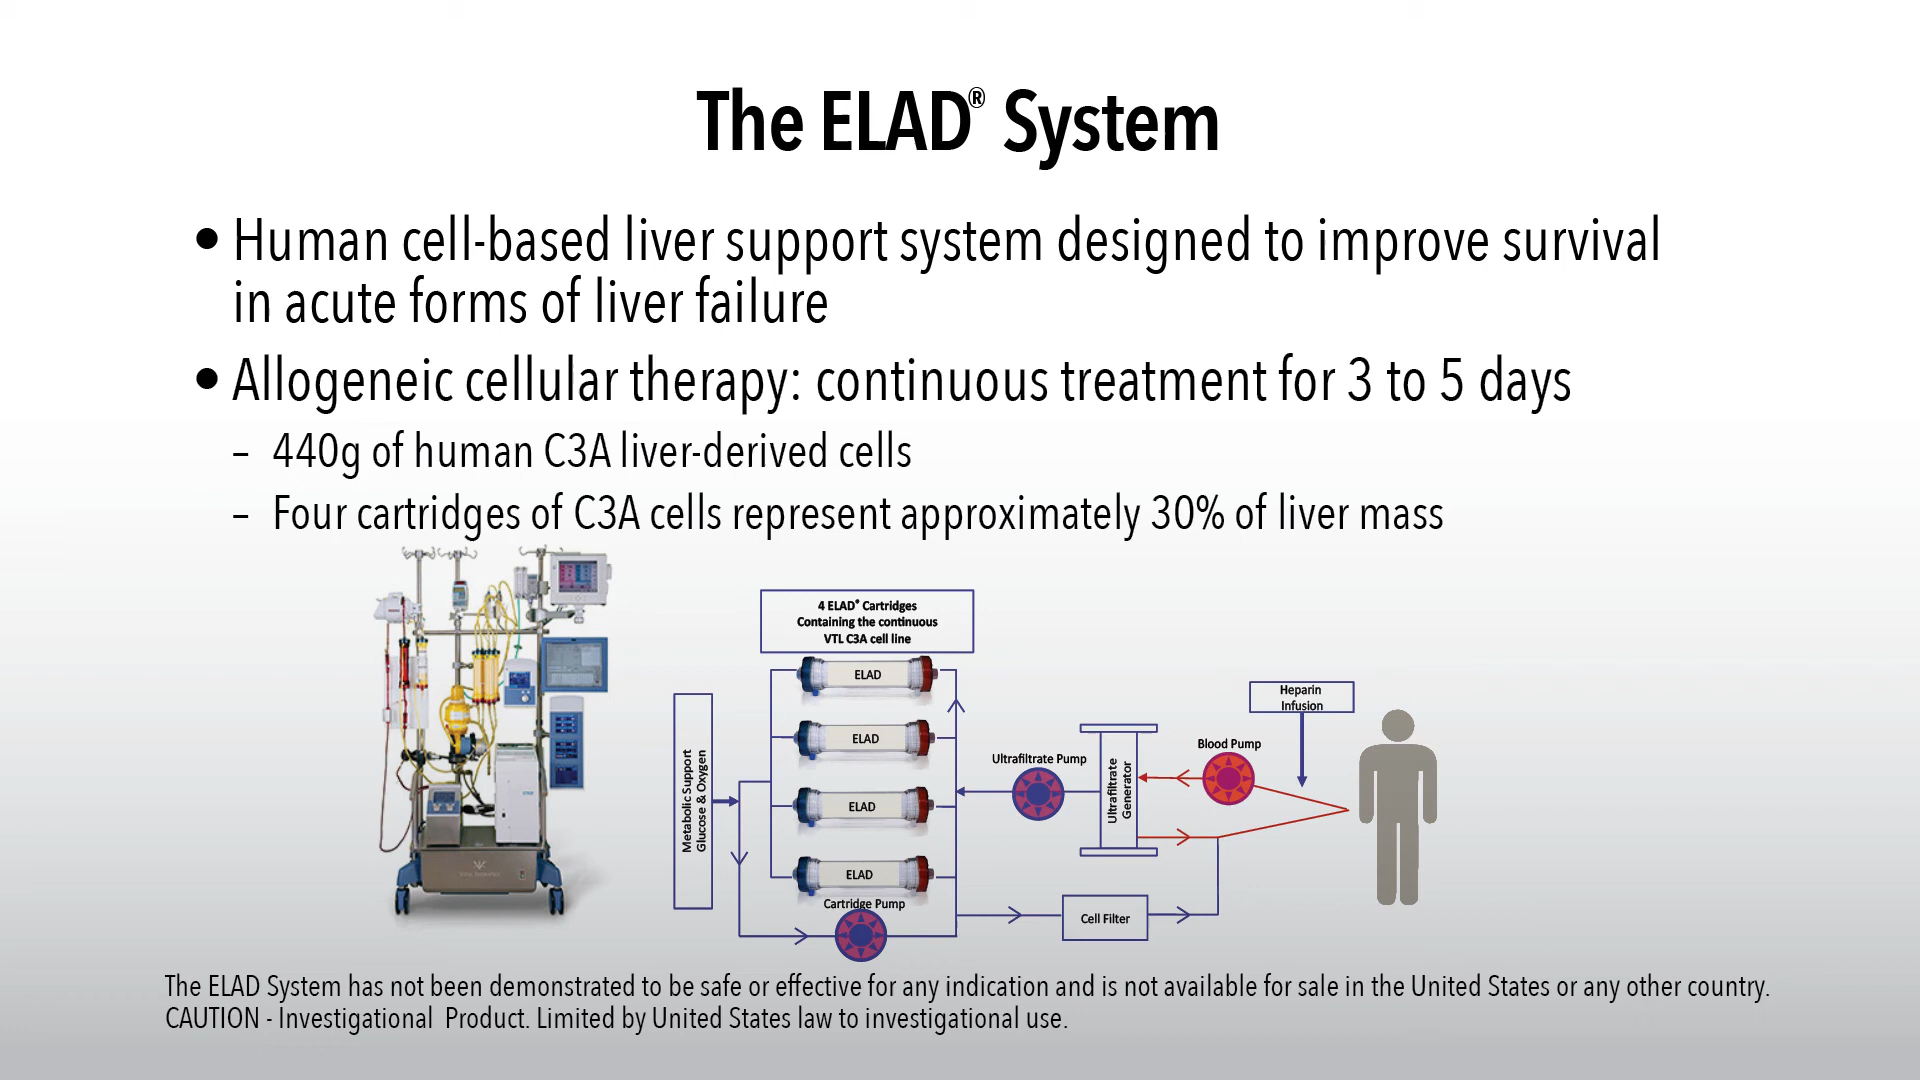 The ELAD® System
• Human cell-based liver support system designed to improve survival
in acute forms of liver failure
• Allogeneic cellular therapy: continuous treatment for 3 to 5 days
– 440g of human C3A liver-derived cells
– Four cartridges of C3A cells represent approximately 30% of liver mass
4 ELAD® Cartridges
Containing the continuous
VTL C3A cell line
ELAD
ELAD
ELAD
ELAD
Cartridge Pump
Metabolic Support
Glucose & Oxygen
Ultrafiltrate Pump
Ultrafiltrate
Generator
Blood Pump
Heparin
Infusion
Cell Filter
The ELAD System has not been demonstrated to be safe or effective for any indication and is not available for sale in the United States or any other country.
CAUTION - Investigational Product. Limited by United States law to investigational use.